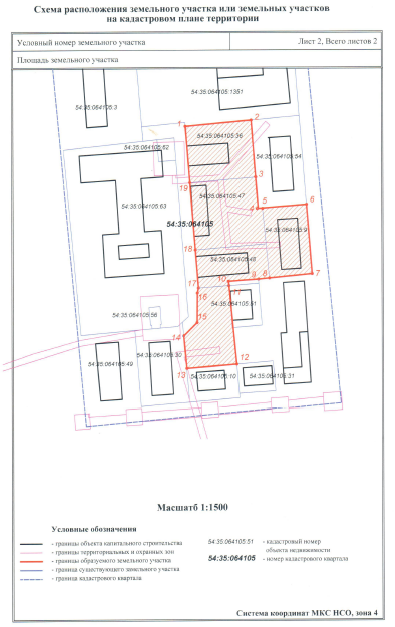 Схема расположения земельного участка или земельных участков
на кадастровом плане территории
Условный номер земельного участка
Лист 2, Всего листов 2
Площадь земельного участка
54:35:064105:3
54:35:064105:1351
1
2
54:35:064105:36
54:35:064105:62
54:35:064105:54
3
19
54:35:064105:47
54:35:064105:63
4
5
6
54:35:064105
54:35:064105:9
18
54:35:064105:48
7
8
9
10
11
17
16
54:35:064105:51
54:35:064105:56
15
14
54:35:064105:50
54:35:064105:49
12
13
54:35:064105:10
54:35:064105:31
Масштаб 1:1500
Условные обозначения
- границы объекта капитального строительства
- границы территориальных и охранных зон
- границы образуемого земельного участка
- граница существующего земельного участка
- граница кадастрового квартала
54:35:064105:51
- кадастровый номер
объекта недвижимости
54:35:064105
- номер кадастрового квартала
Система координат МКС НСО, зона 4